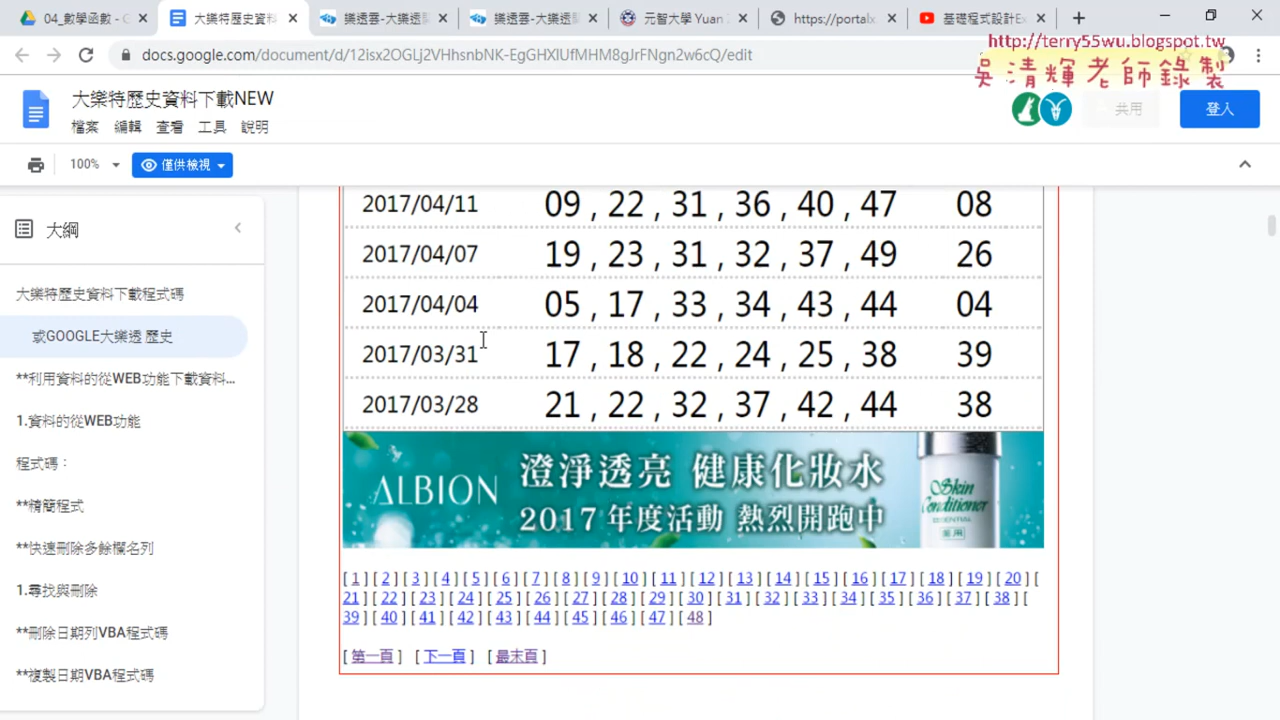 04_數學函數 - G
大樂特歷史資料
樂透雲-大樂透
樂透雲-大樂透
元智大學 Yuan Z
https://portalx
基礎程式設計Ex
docs.google.com/document/d/12isx2OGLj2VHhsnbNK-EgGHXlUfMHM8gJrFNgn2w6cQ/edit
http://terry55wu.blogspot.tw
吳清輝老師錄製
大樂特歷史資料下載NEW
檔案 編輯 查看 工具 說明
共用
登入
100%
僅供檢視
大綱
大樂特歷史資料下載程式碼
或GOOGLE大樂透 歷史
**利用資料的從WEB功能下載資料...
1.資料的從WEB功能
程式碼：
**精簡程式
**快速刪除多餘欄名列
1.尋找與刪除
**刪除日期列VBA程式碼
**複製日期VBA程式碼
2017/04/11 09 , 22 , 31 , 36 , 40 , 47 08
2017/04/07 19 , 23 , 31 , 32 , 37 , 49 26
2017/04/04 05 , 17 , 33 , 34 , 43 , 44 04
2017/03/31 17 , 18 , 22 , 24 , 25 , 38 39
2017/03/28 21 , 22 , 32 , 37 , 42 , 44 38
ALBION
澄淨透亮 健康化妝水
2017 年度活動 熱烈開跑中
Skin
Conditioner
ESSENTIAL
[ 1 ] [ 2 ] [ 3 ] [ 4 ] [ 5 ] [ 6 ] [ 7 ] [ 8 ] [ 9 ] [ 10 ] [ 11 ] [ 12 ] [ 13 ] [ 14 ] [ 15 ] [ 16 ] [ 17 ] [ 18 ] [ 19 ] [ 20 ] [
21 ] [ 22 ] [ 23 ] [ 24 ] [ 25 ] [ 26 ] [ 27 ] [ 28 ] [ 29 ] [ 30 ] [ 31 ] [ 32 ] [ 33 ] [ 34 ] [ 35 ] [ 36 ] [ 37 ] [ 38 ] [
39 ] [ 40 ] [ 41 ] [ 42 ] [ 43 ] [ 44 ] [ 45 ] [ 46 ] [ 47 ] [ 48 ]
[ 第一頁 ] [ 下一頁 ] [ 最末頁 ]